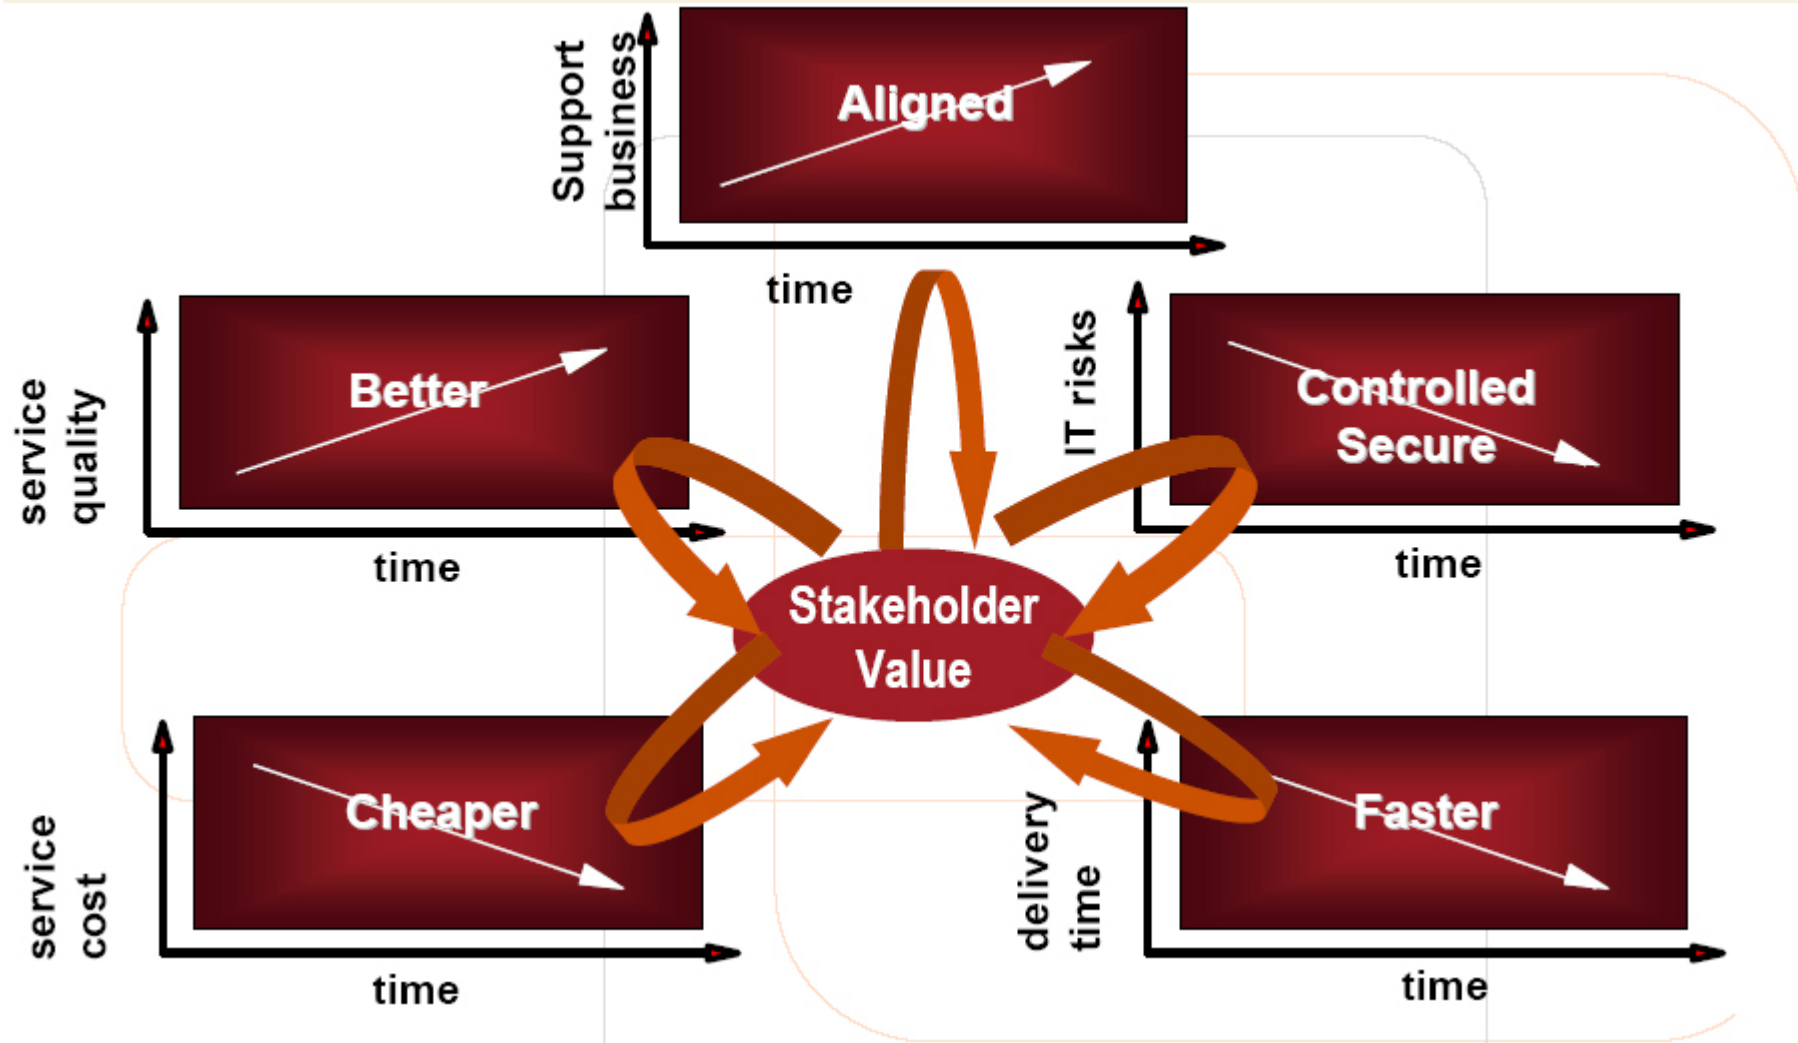 Support
business
Aligned
time
service
quality
Better
time
IT risks
Controlled
Secure
time
Stakeholder
Value
service
cost
Cheaper
time
delivery
time
Faster
time